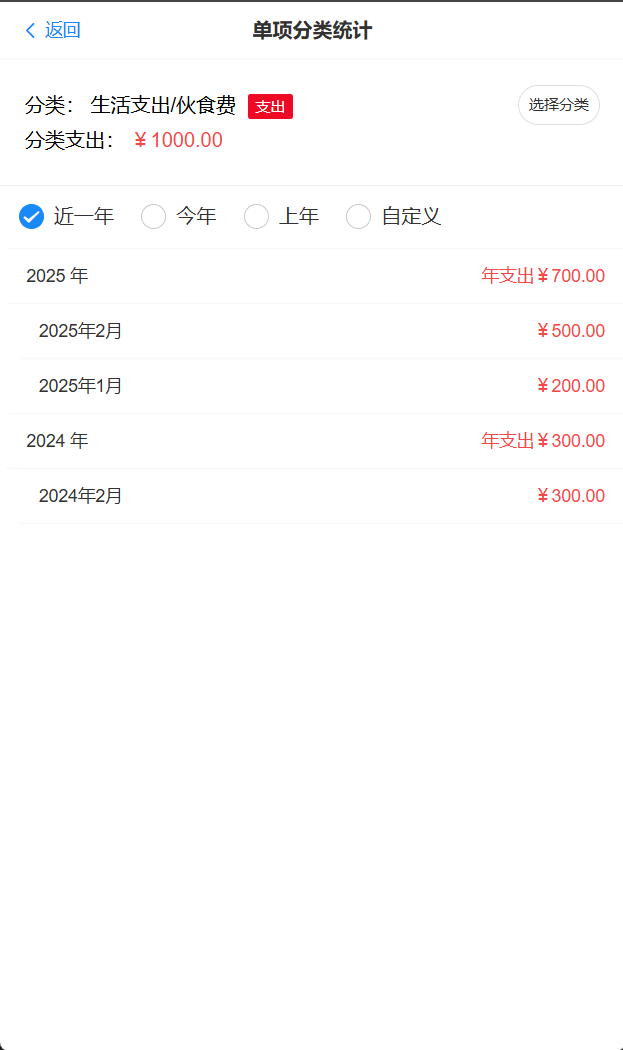 返回 单项分类统计
分类： 生活支出/伙食费 支出 选择分类
分类支出： ￥1000.00
近一年 今年 上年 自定义
2025 年 年支出￥700.00
2025年2月 ￥500.00
2025年1月 ￥200.00
2024 年 年支出￥300.00
2024年2月 ￥300.00